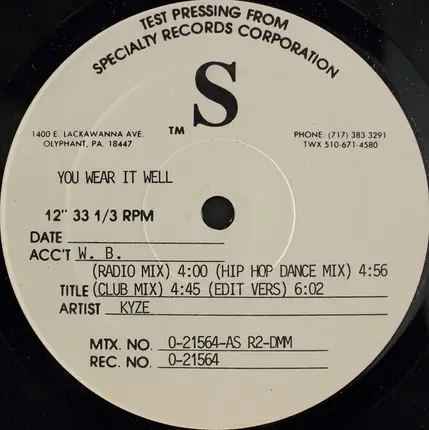 TEST PRESSING FROM
SPECIALTY RECORDS CORPORATION
S
TM
1400 E. LACKAWANNA AVE.
OLYPHANT, PA. 18447
PHONE: (717) 383-3291
TWX 510-671-4580
YOU WEAR IT WELL
12" 33 1/3 RPM
DATE
ACC'T W. B.
(RADIO MIX) 4:00 (HIP HOP DANCE MIX) 4:56
TITLE (CLUB MIX) 4:45 (EDIT VERS) 6:02
ARTIST KYZE
MTX. NO. 0-21564-AS R2-DMM
REC. NO. 0-21564